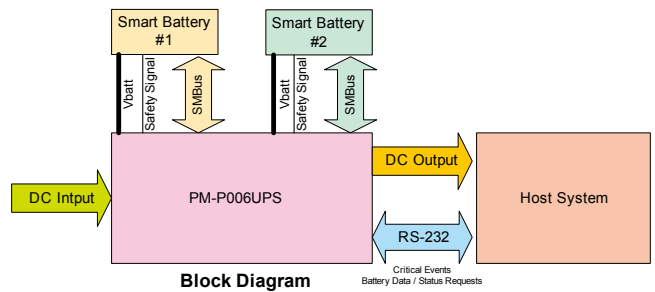 Smart Battery
#1
Smart Battery
#2
Vbatt
Safety Signal
SMBus
Vbatt
Safety Signal
SMBus
DC Intput
PM-P006UPS
DC Output
Host System
RS-232
Critical Events
Battery Data / Status Requests
Block Diagram